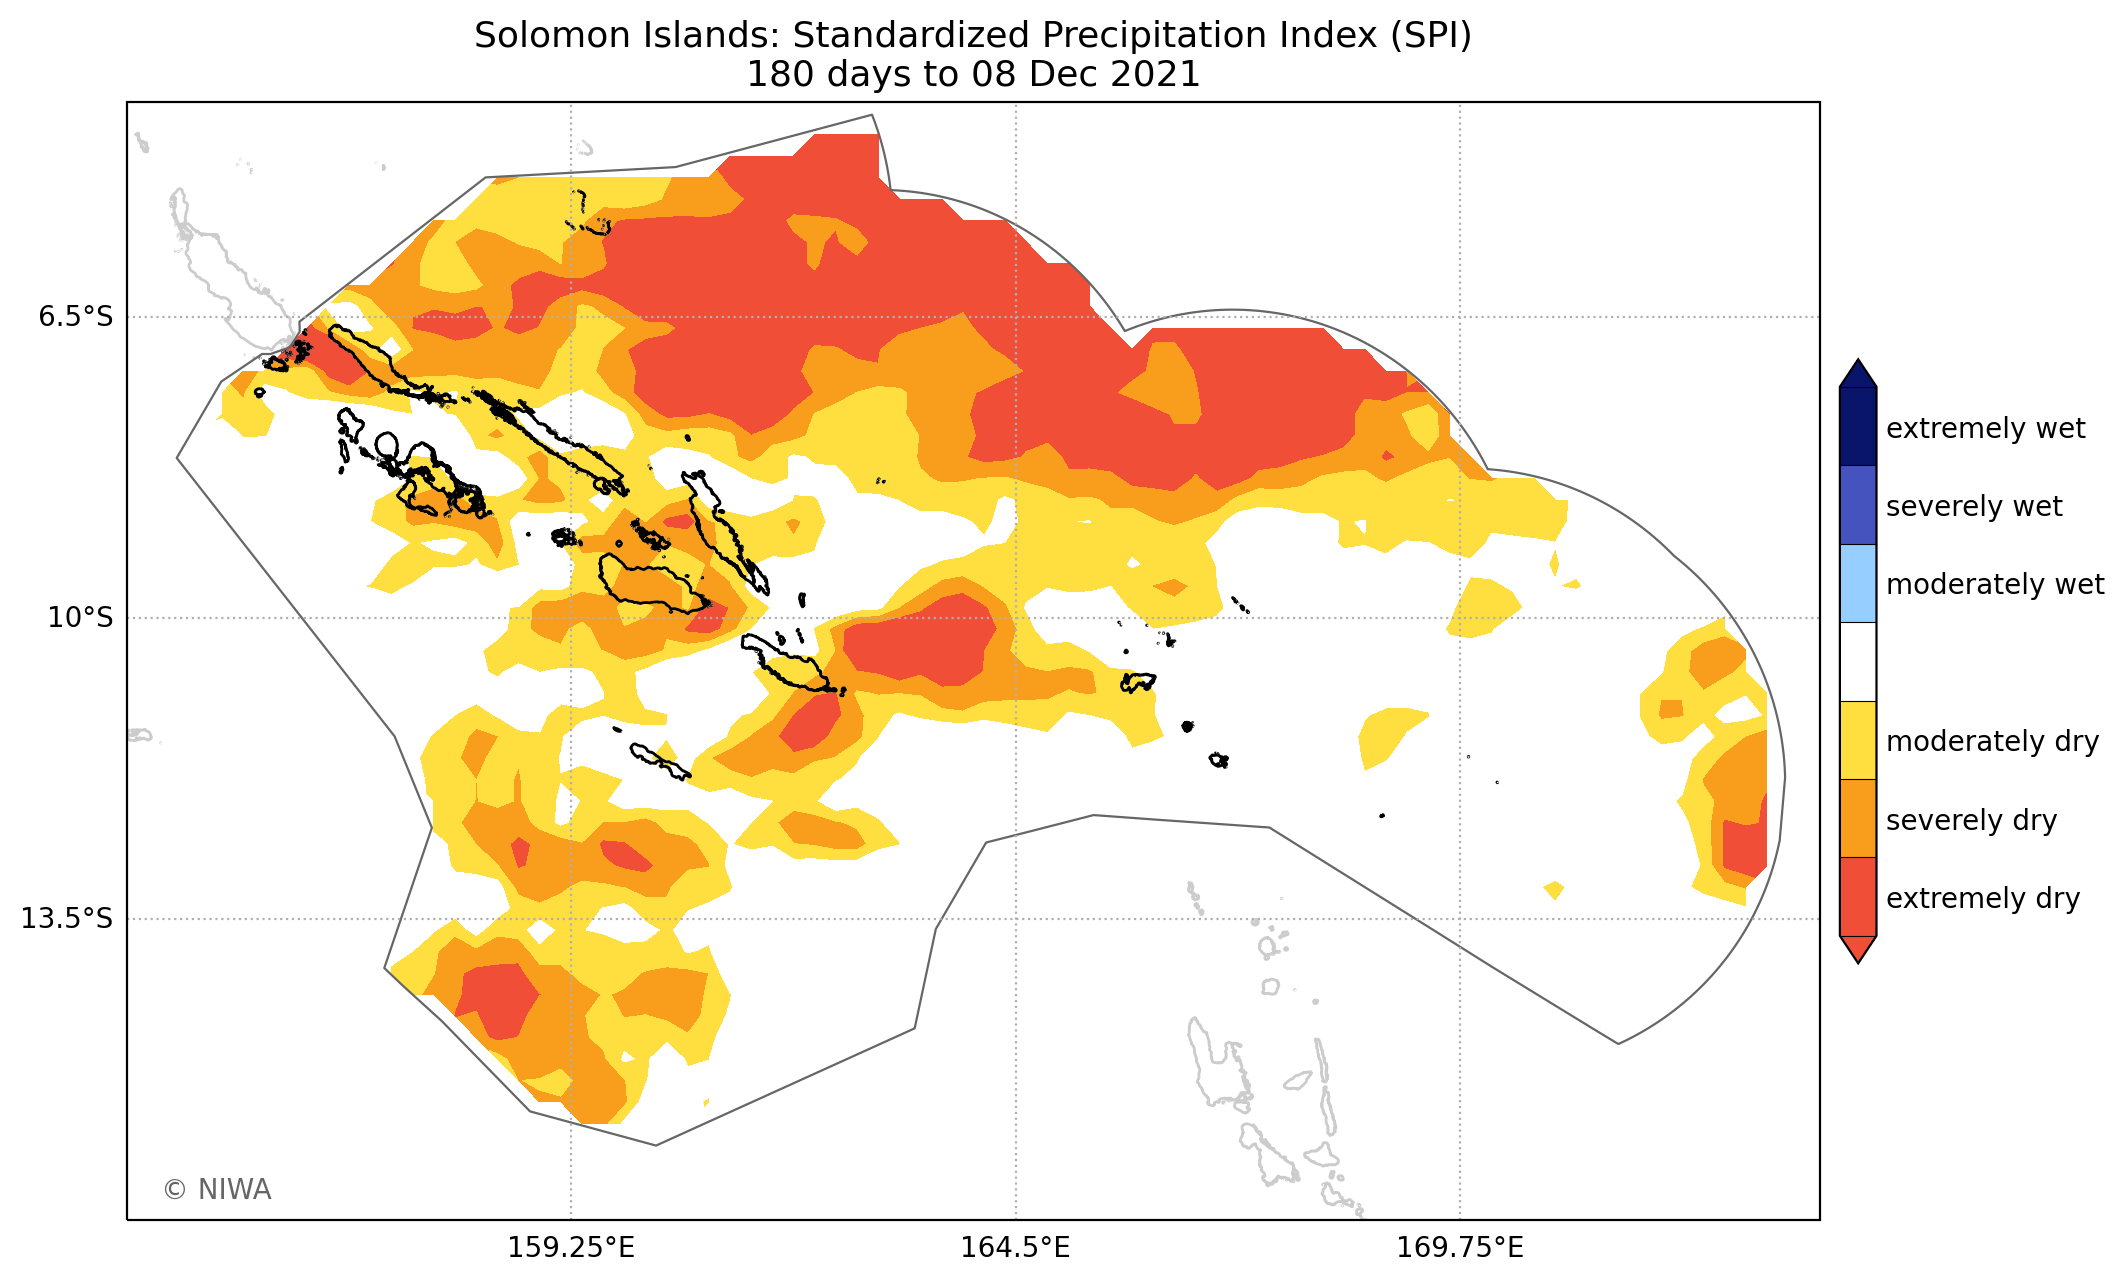 Solomon Islands: Standardized Precipitation Index (SPI)
180 days to 08 Dec 2021
6.5°S
10°S
13.5°S
159.25°E
164.5°E
169.75°E
extremely wet
severely wet
moderately wet
moderately dry
severely dry
extremely dry
© NIWA